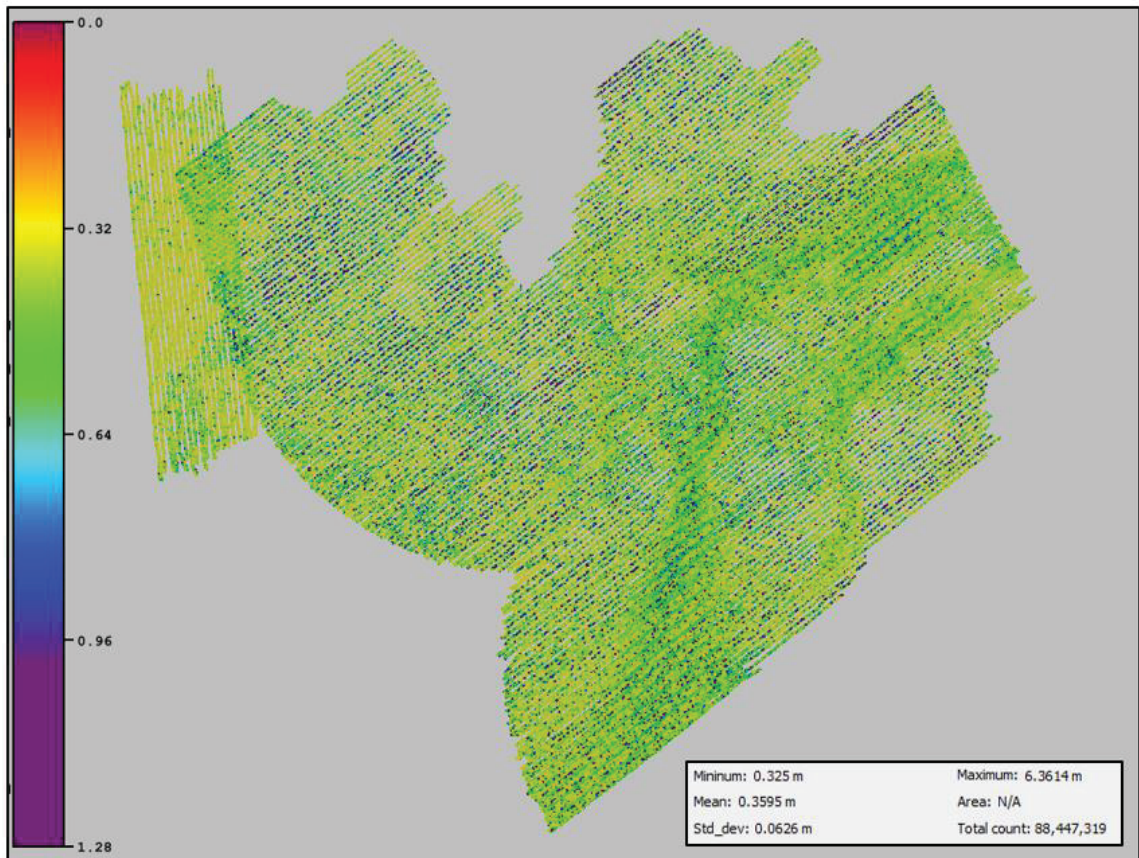 0.0
0.32
0.64
0.96
1.28
Mininum: 0.325 m Maximum: 6.3614 m
Mean: 0.3595 m Area: N/A
Std_dev: 0.0626 m Total count: 88,447,319